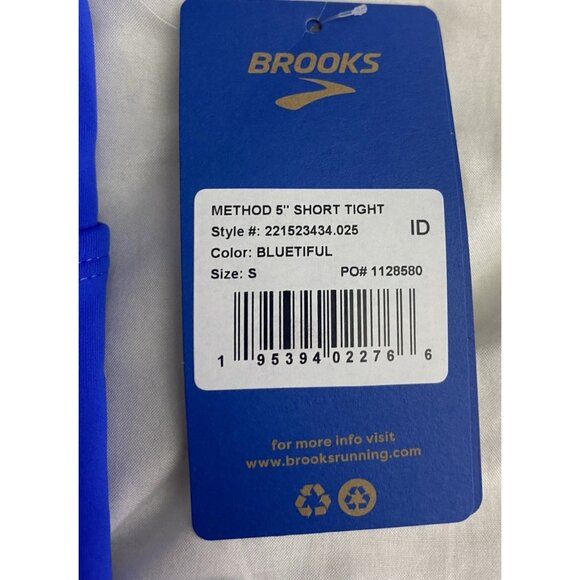 BROOKS
METHOD 5" SHORT TIGHT
Style #: 221523434.025 ID
Color: BLUETIFUL
Size: S PO# 1128580
1 95394 02276 6
for more info visit
www.brooksrunning.com